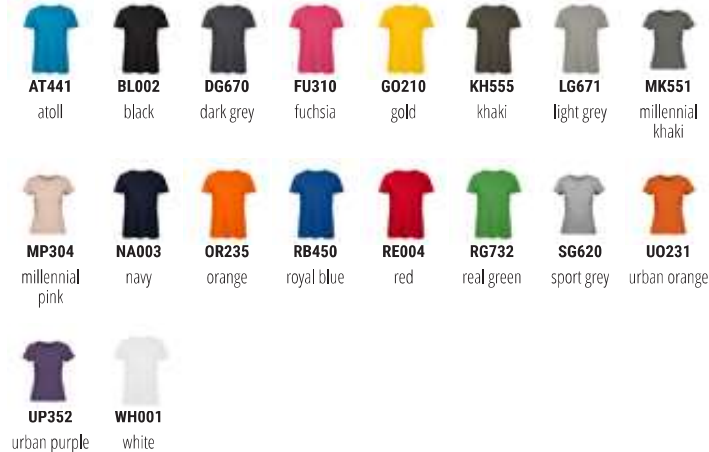 AT441 BL002 DG670 FU310 GO210 KH555 LG671 MK551
atoll black dark grey fuchsia gold khaki light grey millennial
khaki
MP304 NA003 OR235 RB450 RE004 RG732 SG620 UO231
millennial navy orange royal blue red real green sport grey urban orange
pink
UP352 WH001
urban purple white